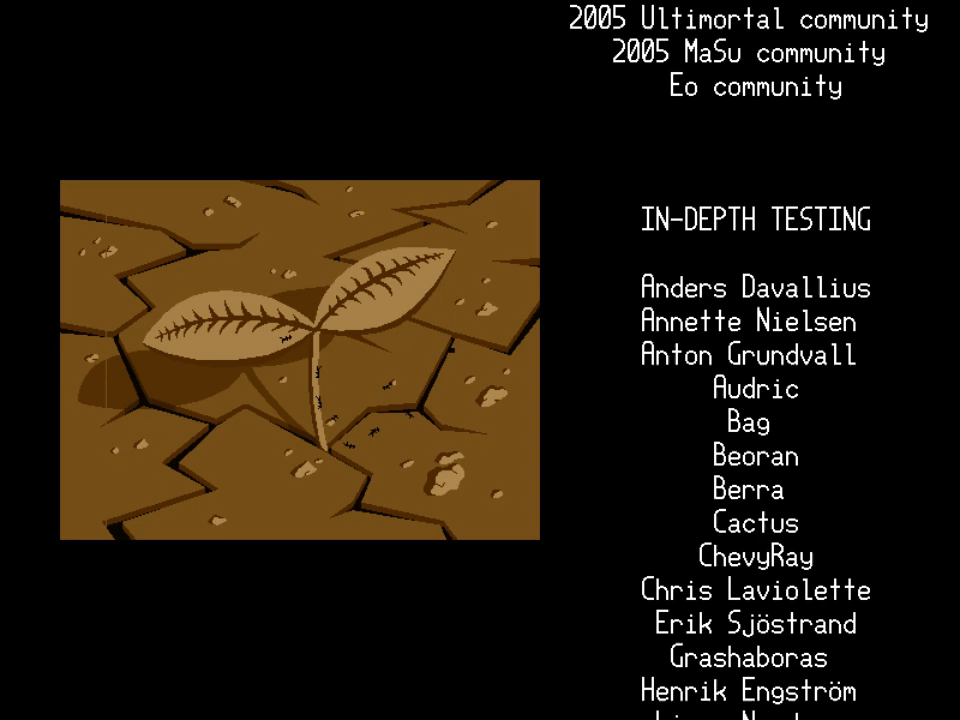 2005 Ultimortal community
2005 MaSu community
Eo community
IN-DEPTH TESTING
Anders Davallius
Annette Nielsen
Anton Grundvall
Audric
Bag
Beoran
Berra
Cactus
ChevyRay
Chris Laviolette
Erik Sjöstrand
Grashaboras
Henrik Engström